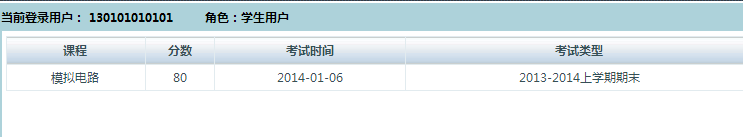 当前登录用户： 130101010101 角色：学生用户
课程 分数 考试时间 考试类型
模拟电路 80 2014-01-06 2013-2014上学期期末